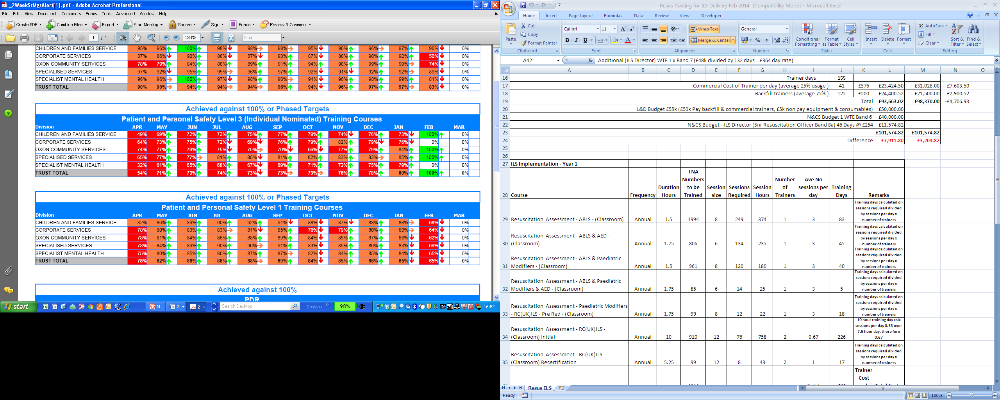 _2WeekSrMgrAlert[1].pdf - Adobe Acrobat Professional
File Edit View Document Comments Forms Tools Advanced Window Help
Create PDF Combine Files Export Start Meeting Secure Sign Forms Review & Comment
1 / 1 133% Find
CHILDREN AND FAMILIES SERVICE 95% 96% 100% 98% 98% 98% 95% 96% 96% 97% 96% 0%
CORPORATE SERVICES 87% 86% 90% 88% 87% 93% 87% 88% 90% 92% 50% 0%
OXON COMMUNITY SERVICES 78% 79% 84% 88% 89% 91% 94% 98% 99% 99% 74% 0%
SPECIALISED SERVICES 97% 92% 95% 95% 96% 97% 92% 91% 92% 92% 89% 0%
SPECIALIST MENTAL HEALTH 96% 96% 100% 97% 98% 98% 94% 96% 98% 99% 81% 0%
TRUST TOTAL 90% 90% 94% 94% 94% 96% 94% 96% 97% 97% 83% 0%
Achieved against 100% or Phased Targets
Patient and Personal Safety Level 3 (Individual Nominated) Training Courses
Division APR MAY JUN JUL AUG SEP OCT NOV DEC JAN FEB MAR
CHILDREN AND FAMILIES SERVICE 49% 69% 72% 73% 75% 77% 79% 74% 76% 73% 100% 0%
CORPORATE SERVICES 64% 73% 75% 72% 69% 76% 79% 82% 79% 76% 0% 0%
OXON COMMUNITY SERVICES 74% 77% 79% 75% 75% 70% 66% 77% 79% 84% 100% 0%
SPECIALISED SERVICES 65% 77% 77% 81% 80% 81% 82% 83% 83% 85% 100% 0%
SPECIALIST MENTAL HEALTH 32% 61% 65% 68% 67% 69% 71% 72% 75% 79% 0% 0%
TRUST TOTAL 54% 71% 73% 74% 73% 73% 73% 76% 78% 80% 100% 0%
Achieved against 100% or Phased Targets
Patient and Personal Safety Level 1 Training Courses
Division APR MAY JUN JUL AUG SEP OCT NOV DEC JAN FEB MAR
CHILDREN AND FAMILIES SERVICE 82% 86% 89% 90% 92% 91% 88% 87% 88% 88% 68% 0%
CORPORATE SERVICES 78% 80% 83% 83% 81% 85% 78% 79% 80% 80% 64% 0%
OXON COMMUNITY SERVICES 78% 81% 84% 86% 88% 89% 84% 85% 87% 86% 62% 0%
SPECIALISED SERVICES 78% 84% 89% 90% 90% 91% 83% 85% 86% 83% 69% 0%
SPECIALIST MENTAL HEALTH 75% 80% 85% 86% 87% 87% 82% 84% 85% 84% 65% 0%
TRUST TOTAL 78% 82% 86% 88% 88% 89% 84% 85% 86% 85% 65% 0%
Achieved against 100%
PDR
start M 2 2 Search Desktop Desktop 98% 16:52
Resus Costing for ILS Delivery Feb 2014 [Compatibility Mode] - Microsoft Excel
Home Insert Page Layout Formulas Data Review View Developer
Paste Cut Copy Format Painter Clipboard
Calibri 11 B I U Font
Wrap Text Merge & Center Alignment
General % , Number
Conditional Formatting Format as Table Cell Styles Styles
Insert Delete Format Cells
AutoSum Fill Clear Sort & Filter Find & Select Editing
A42 fx Additional (ILS Director) WTE 1 x Band 7 (£48k divided by 132 days = £364 day rate)
A B C D E F G H I J K L M N O
16 Trainer days 155
17 Commercial Cost of Trainer per day (average 25% usage ) 41 £576 £23,424.50 £31,028.00 -£7,603.50
18 Backfill trainers (average 75% ) 122 £200 £24,400.52 £21,500.00 £2,900.52
19 Total £93,663.02 £98,370.00 -£4,706.98
20 L&D Budget £55k (£50k Pay backfill & commercial trainers, £5k non pay equipment & consumables) £50,000.00
21 N&CS Budget 1 WTE Band 6 £40,000.00
22 N&CS Budget - ILS Director (Snr Resuscitation Officer Band 8a) 46 Days @ £254 £11,574.82
23 £101,574.82 £101,574.82
24 Difference £7,911.80 £3,204.82
25
26
27 ILS Implementation - Year 1
28 Course Frequency Duration Hours TNA Numbers to be Trained Session size Sessions Required Session Hours Number of Trainers Ave No sessions per day Training Days Remarks
29 Resuscitation Assessment - ABLS - (Classroom) Annual 1.5 1994 8 249 374 1 3 83 Training days calculated on sessions required divided by sessions per day x number of trainers
30 Resuscitation Assessment - ABLS & AED - (Classroom) Annual 1.75 806 6 134 235 1 3 45 Training days calculated on sessions required divided by sessions per day x number of trainers
31 Resuscitation Assessment - ABLS & Paediatric Modifiers - (Classroom) Annual 1.5 961 8 120 180 1 3 40 Training days calculated on sessions required divided by sessions per day x number of trainers
32 Resuscitation Assessment - ABLS & Paediatric Modifiers & AED - (Classroom) Annual 1.75 85 6 14 25 1 3 5 Training days calculated on sessions required divided by sessions per day x number of trainers
33 Resuscitation Assessment - Paediatric Modifiers - RC(UK)ILS - Pre Red - (Classroom) Annual 1.75 99 8 12 22 1 3 18 Training days calculated on sessions required divided by sessions per day x number of trainers
34 Resuscitation Assessment - RC(UK)ILS - (Classroom) Initial Annual 10 910 12 76 758 2 0.67 226 10 hour training day calc sessions per day 0.33 over 7.5 hour day, there fore 0.67
35 Resuscitation Assessment - RC(UK)ILS - (Classroom) Recertification Annual 5.25 99 12 8 43 2 1 17 Training days calculated on sessions required divided by sessions per day x number of trainers
Trainer Cost
Resus ILS
Ready 100%